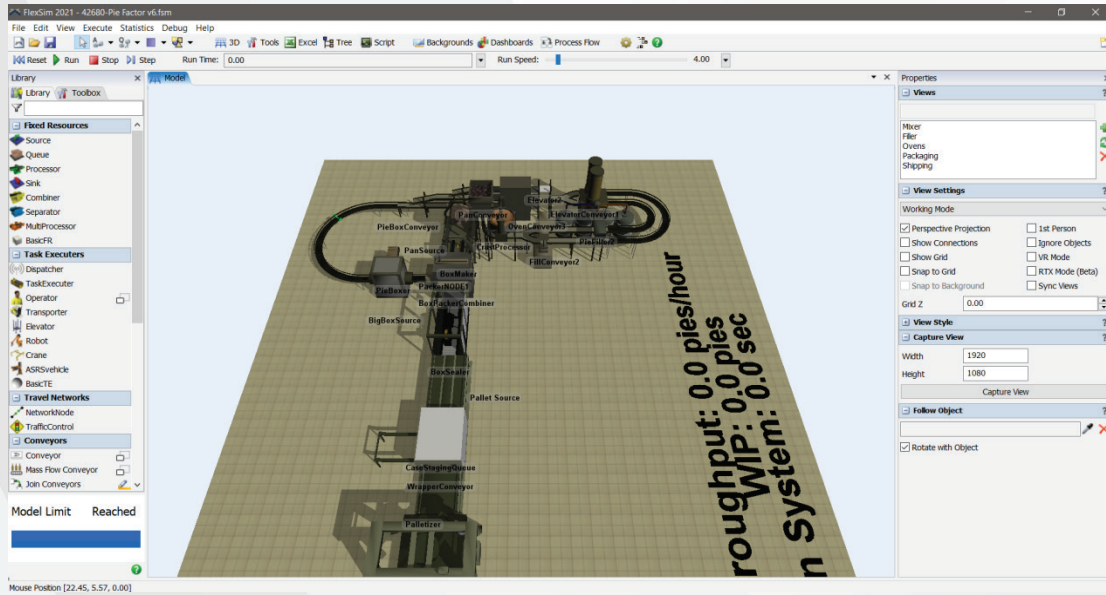 FlexSim 2021 - 42680-Pie Factor v6.fsm
File Edit View Execute Statistics Debug Help
3D Tools Excel Tree Script Backgrounds Dashboards Process Flow
Reset Run Stop Step Run Time: 0.00 Run Speed: 4.00
Library
Library Toolbox
Fixed Resources
Source
Queue
Processor
Sink
Combiner
Separator
MultiProcessor
BasicFR
Task Executers
Dispatcher
TaskExecuter
Operator
Transporter
Elevator
Robot
Crane
ASRSvehicle
BasicTE
Travel Networks
NetworkNode
TrafficControl
Conveyors
Conveyor
Mass Flow Conveyor
Join Conveyors
Model Limit Reached
Mouse Position [22.45, 5.57, 0.00]
Model
Elevator2
PanConveyor
ElevatorConveyor1
PieBoxConveyor
OvenConveyor3
PieFiller2
PanSource
CrustProcessor
FillConveyor2
BoxMaker
PieBoxer
PackerNODE1
BoxPackerCombiner
BigBoxSource
BoxSealer
Pallet Source
CaseStagingQueue
WrapperConveyor
Palletizer
roughput: 0.0 pies/hour
WIP: 0.0 pies
n System: 0.0 sec
Properties
Views
Mixer
Filler
Ovens
Packaging
Shipping
View Settings
Working Mode
Perspective Projection 1st Person
Show Connections Ignore Objects
Show Grid VR Mode
Snap to Grid RTX Mode (Beta)
Snap to Background Sync Views
Grid Z 0.00
View Style
Capture View
Width 1920
Height 1080
Capture View
Follow Object
Rotate with Object